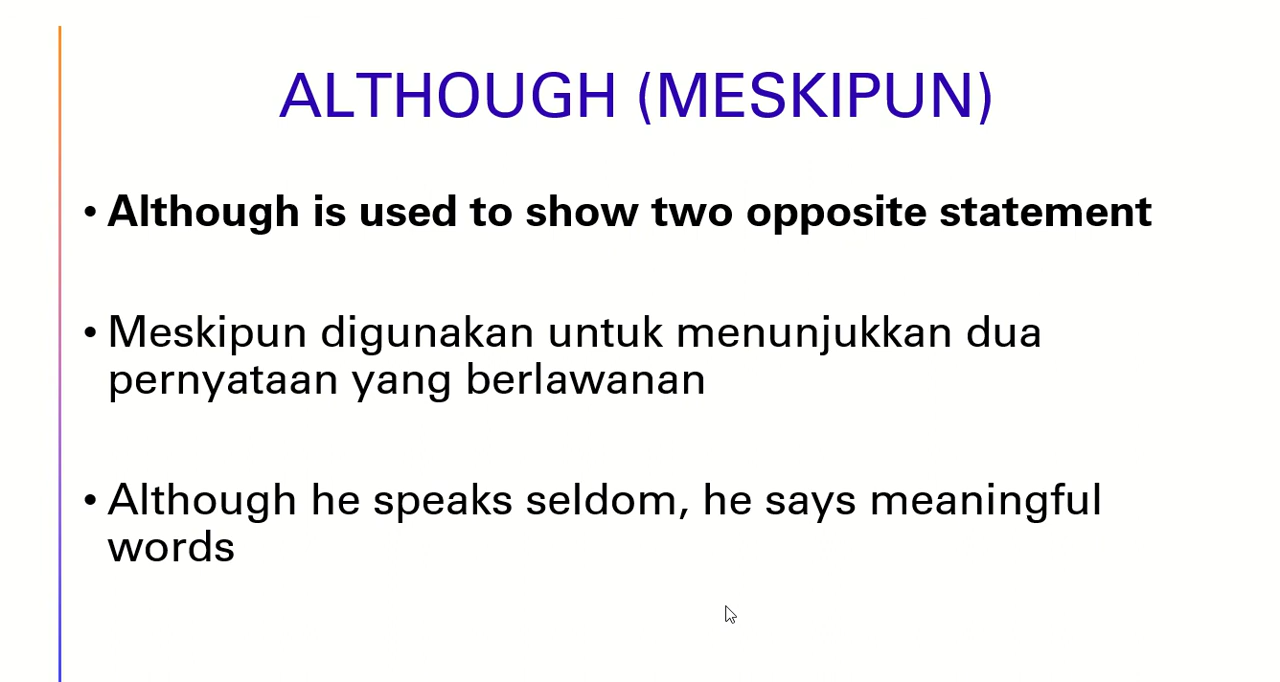 ALTHOUGH (MESKIPUN)
• Although is used to show two opposite statement
• Meskipun digunakan untuk menunjukkan dua
pernyataan yang berlawanan
• Although he speaks seldom, he says meaningful
words